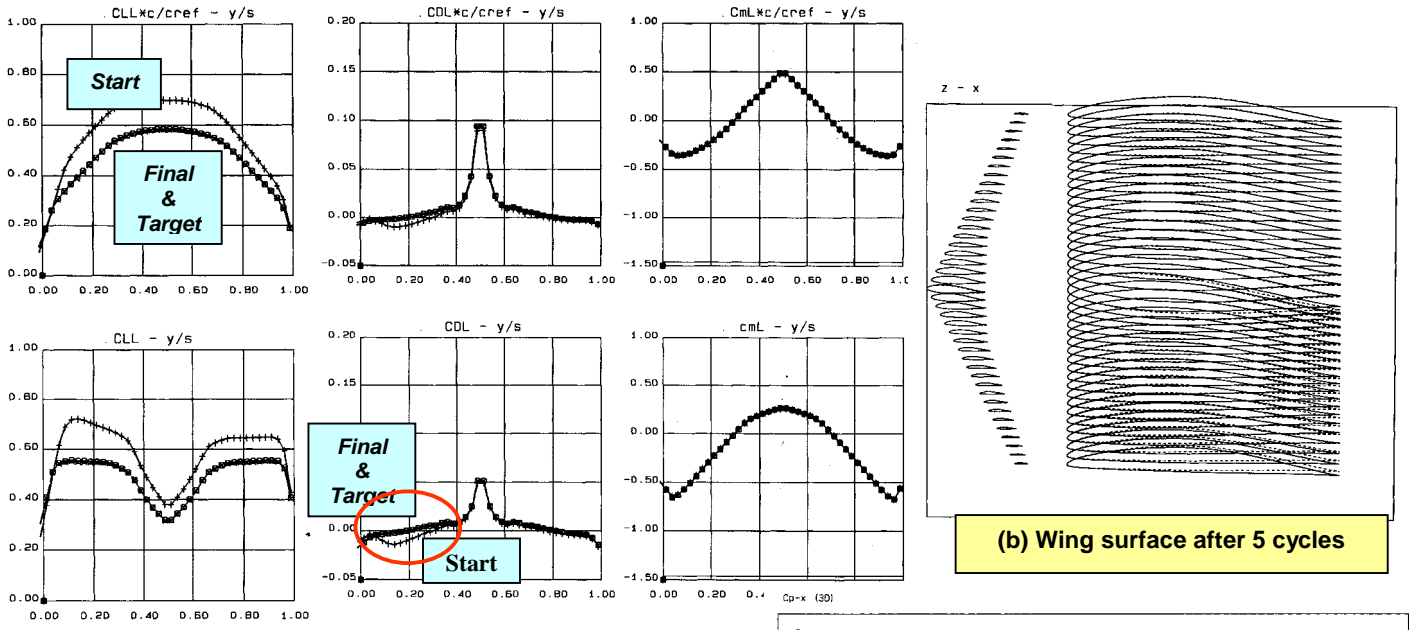 CLL*c/cref - y/s
1.00
0.80
0.60
0.40
0.20
0.00
0.00 0.20 0.40 0.60 0.80 1.00
Start
Final
&
Target
CDL*c/cref - y/s
0.20
0.15
0.10
0.05
0.00
-0.05
0.00 0.20 0.40 0.60 0.80 1.00
CmL*c/cref - y/s
1.00
0.50
0.00
-0.50
-1.00
-1.50
0.00 0.20 0.40 0.60 0.80
z - x
CLL - y/s
1.00
0.80
0.60
0.40
0.20
0.00
0.00 0.20 0.40 0.60 0.80 1.00
CDL - y/s
0.20
0.15
0.00
-0.05
0.00 0.20 0.40 0.60 0.80 1.00
Final
&
Target
Start
cmL - y/s
1.00
0.50
0.00
-0.50
-1.00
-1.50
0.00 0.20 0.4
Cp-x (3D)
(b) Wing surface after 5 cycles